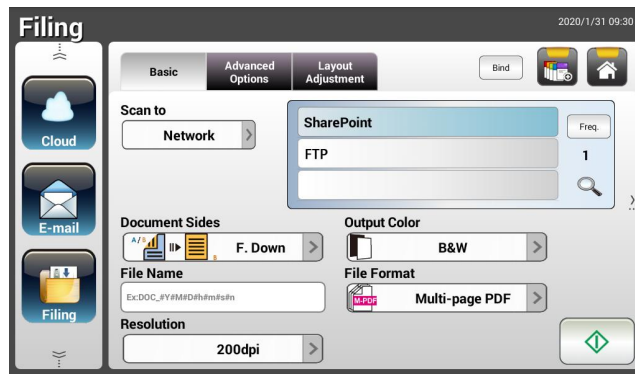 Filing
2020/1/31 09:30
Basic
Advanced
Options
Layout
Adjustment
Bind
Cloud
E-mail
Filing
Scan to
Network
SharePoint
FTP
Freq.
1
Document Sides
A/B
B
F. Down
Output Color
B&W
File Name
Ex:DOC_#Y#M#D#h#m#s#n
File Format
M-PDF
Multi-page PDF
Resolution
200dpi